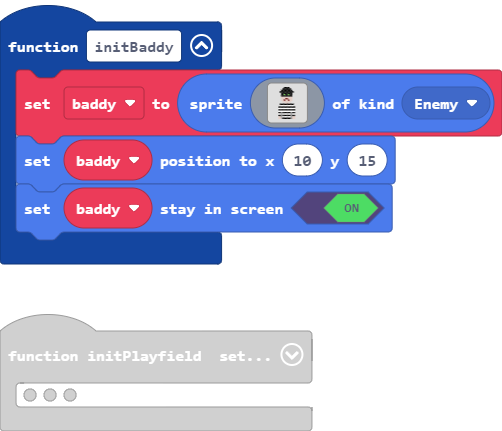 function initBaddy
set baddy to sprite of kind Enemy
set baddy position to x 10 y 15
set baddy stay in screen ON
function initPlayfield set...